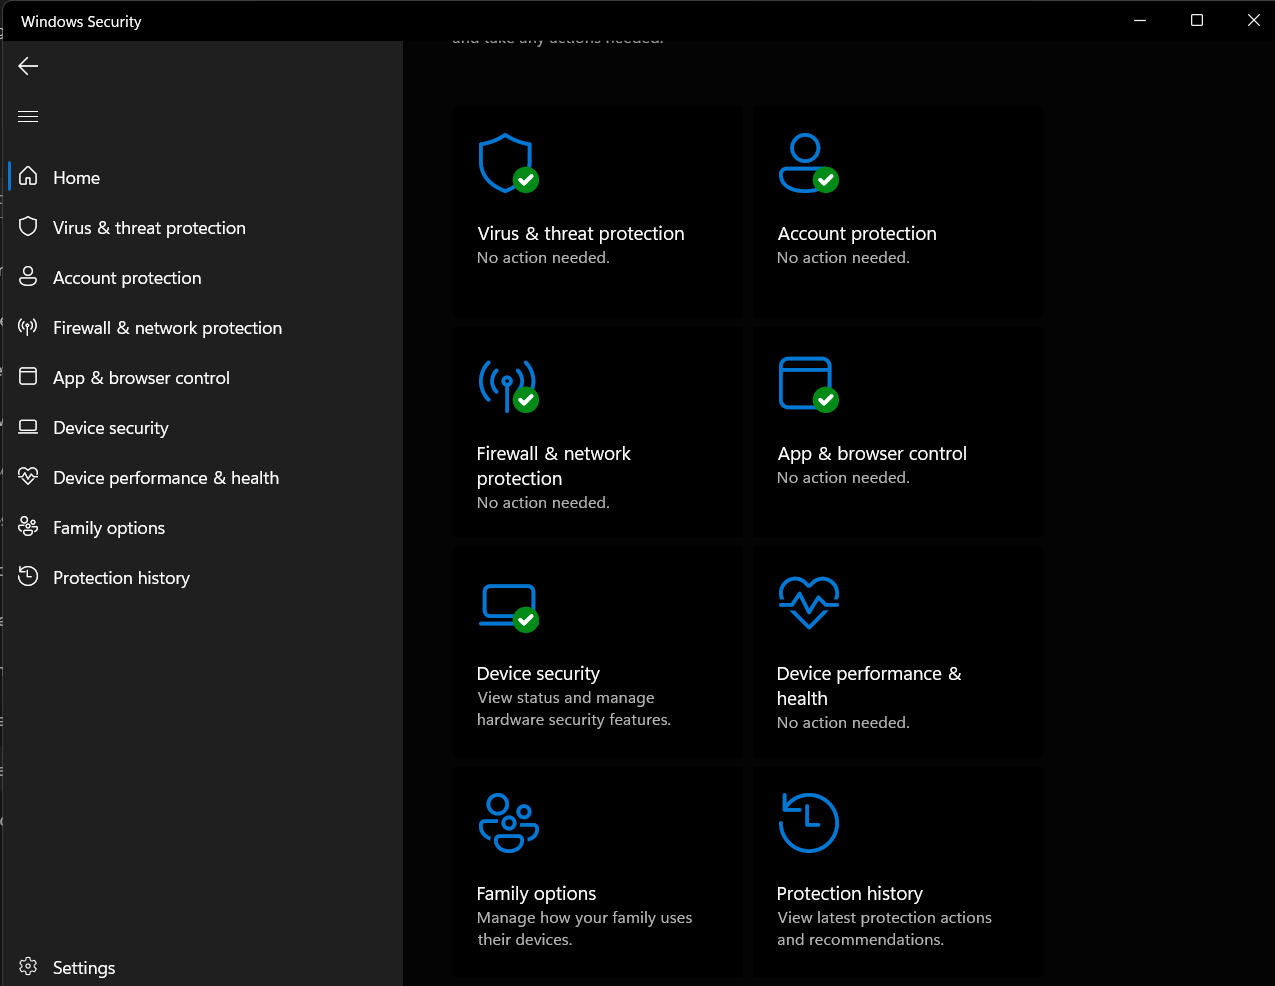 Windows Security
and take any actions needed.
Home
Virus & threat protection
Account protection
Firewall & network protection
App & browser control
Device security
Device performance & health
Family options
Protection history
Settings
Virus & threat protection
No action needed.
Account protection
No action needed.
Firewall & network
protection
No action needed.
App & browser control
No action needed.
Device security
View status and manage
hardware security features.
Device performance &
health
No action needed.
Family options
Manage how your family uses
their devices.
Protection history
View latest protection actions
and recommendations.